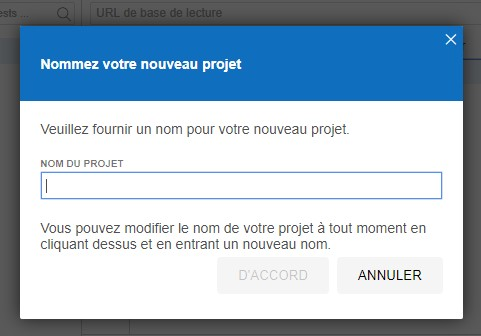 ests ...
URL de base de lecture
Nommez votre nouveau projet
Veuillez fournir un nom pour votre nouveau projet.
NOM DU PROJET
Vous pouvez modifier le nom de votre projet à tout moment en
cliquant dessus et en entrant un nouveau nom.
D'ACCORD
ANNULER